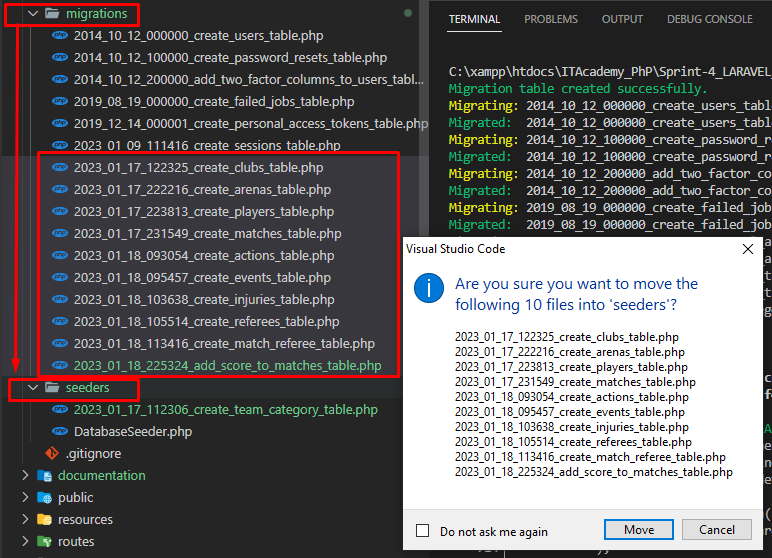 migrations
2014_10_12_000000_create_users_table.php
2014_10_12_100000_create_password_resets_table.php
2014_10_12_200000_add_two_factor_columns_to_users_tabl...
2019_08_19_000000_create_failed_jobs_table.php
2019_12_14_000001_create_personal_access_tokens_table.php
2023_01_09_111416_create_sessions_table.php
2023_01_17_122325_create_clubs_table.php
2023_01_17_222216_create_arenas_table.php
2023_01_17_223813_create_players_table.php
2023_01_17_231549_create_matches_table.php
2023_01_18_093054_create_actions_table.php
2023_01_18_095457_create_events_table.php
2023_01_18_103638_create_injuries_table.php
2023_01_18_105514_create_referees_table.php
2023_01_18_113416_create_match_referee_table.php
2023_01_18_225324_add_score_to_matches_table.php
seeders
2023_01_17_112306_create_team_category_table.php
DatabaseSeeder.php
.gitignore
documentation
public
resources
routes
TERMINAL PROBLEMS OUTPUT DEBUG CONSOLE
C:\xampp\htdocs\ITAcademy_PhP\Sprint-4_LARAVEL_
Migration table created successfully.
Migrating: 2014_10_12_000000_create_users_table
Migrated: 2014_10_12_000000_create_users_table
Migrating: 2014_10_12_100000_create_password_re
Migrated: 2014_10_12_100000_create_password_re
Migrating: 2014_10_12_200000_add_two_factor_co
Migrated: 2014_10_12_200000_add_two_factor_co
Migrating: 2019_08_19_000000_create_failed_job
Migrated: 2019_08_19_000000_create_failed_job
Visual Studio Code
Are you sure you want to move the
following 10 files into 'seeders'?
2023_01_17_122325_create_clubs_table.php
2023_01_17_222216_create_arenas_table.php
2023_01_17_223813_create_players_table.php
2023_01_17_231549_create_matches_table.php
2023_01_18_093054_create_actions_table.php
2023_01_18_095457_create_events_table.php
2023_01_18_103638_create_injuries_table.php
2023_01_18_105514_create_referees_table.php
2023_01_18_113416_create_match_referee_table.php
2023_01_18_225324_add_score_to_matches_table.php
Do not ask me again
Move
Cancel